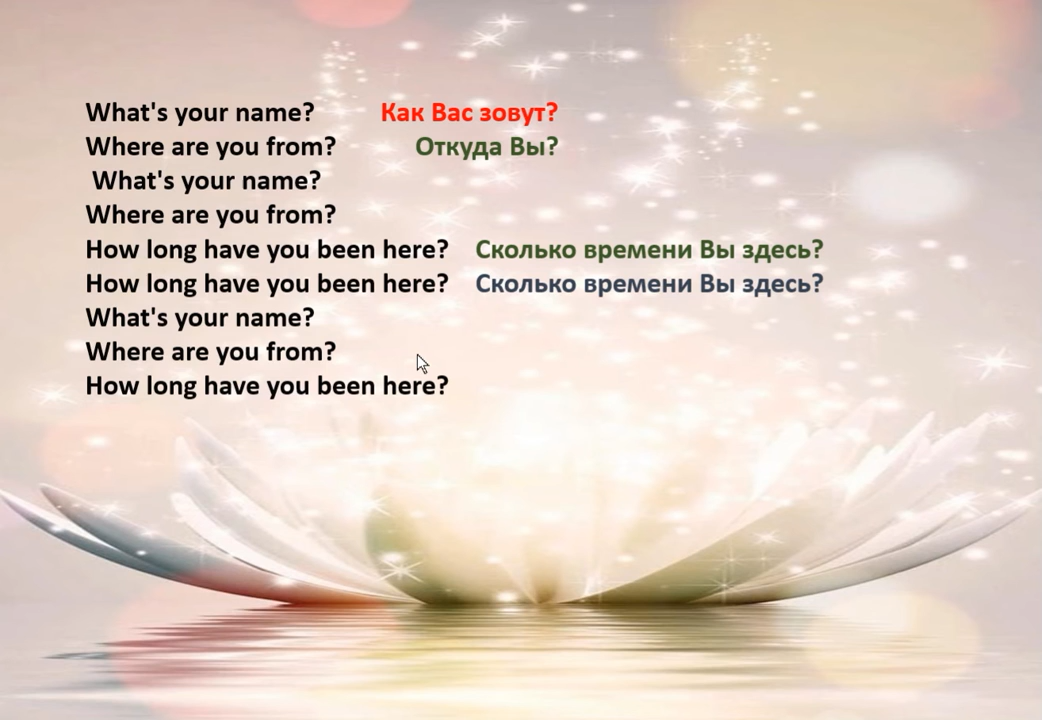 What's your name? Как Вас зовут?
Where are you from? Откуда Вы?
What's your name?
Where are you from?
How long have you been here? Сколько времени Вы здесь?
How long have you been here? Сколько времени Вы здесь?
What's your name?
Where are you from?
How long have you been here?